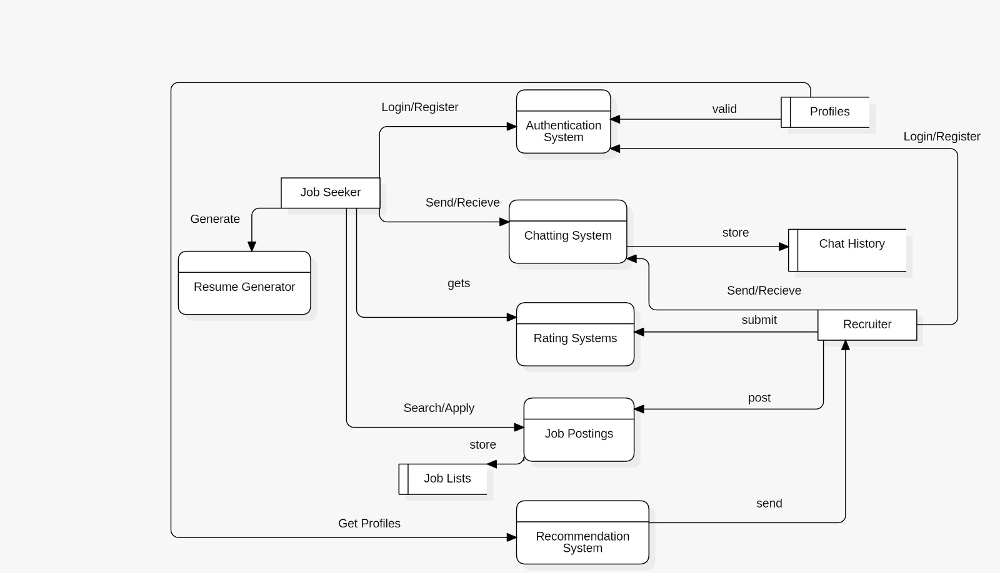 Login/Register
valid
Profiles
Authentication
System
Login/Register
Job Seeker
Send/Recieve
Generate
Chatting System
store
Chat History
Resume Generator
gets
Send/Recieve
submit
Recruiter
Rating Systems
post
Search/Apply
Job Postings
store
Job Lists
send
Get Profiles
Recommendation
System